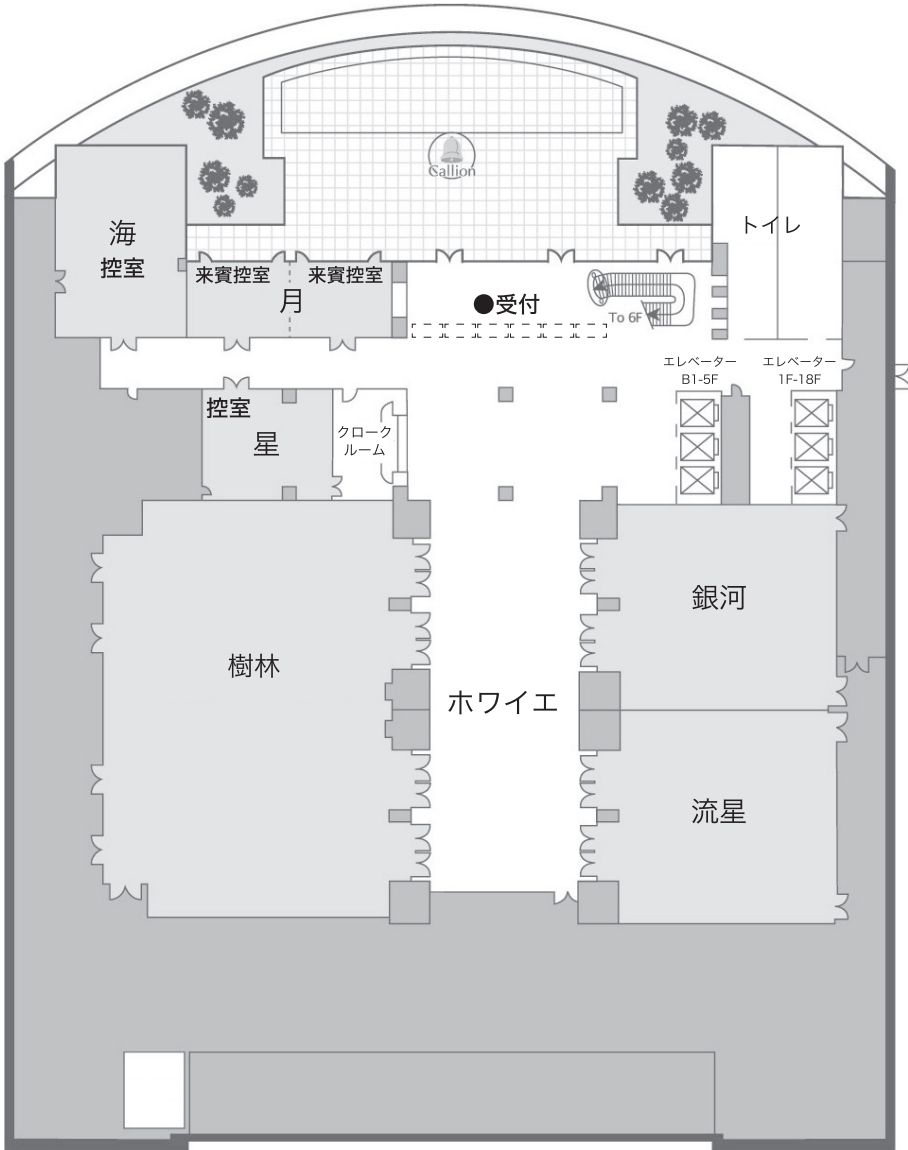 Callion
海
控室
トイレ
来賓控室
来賓控室
月
●受付
To 6F
エレベーター
B1-5F
エレベーター
1F-18F
控室
星
クローク
ルーム
銀河
樹林
ホワイエ
流星